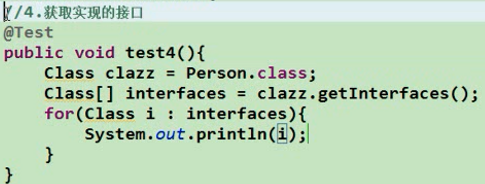 //4.获取实现的接口
@Test
public void test4(){
    Class clazz = Person.class;
    Class[] interfaces = clazz.getInterfaces();
    for(Class i : interfaces){
        System.out.println(i);
    }
}